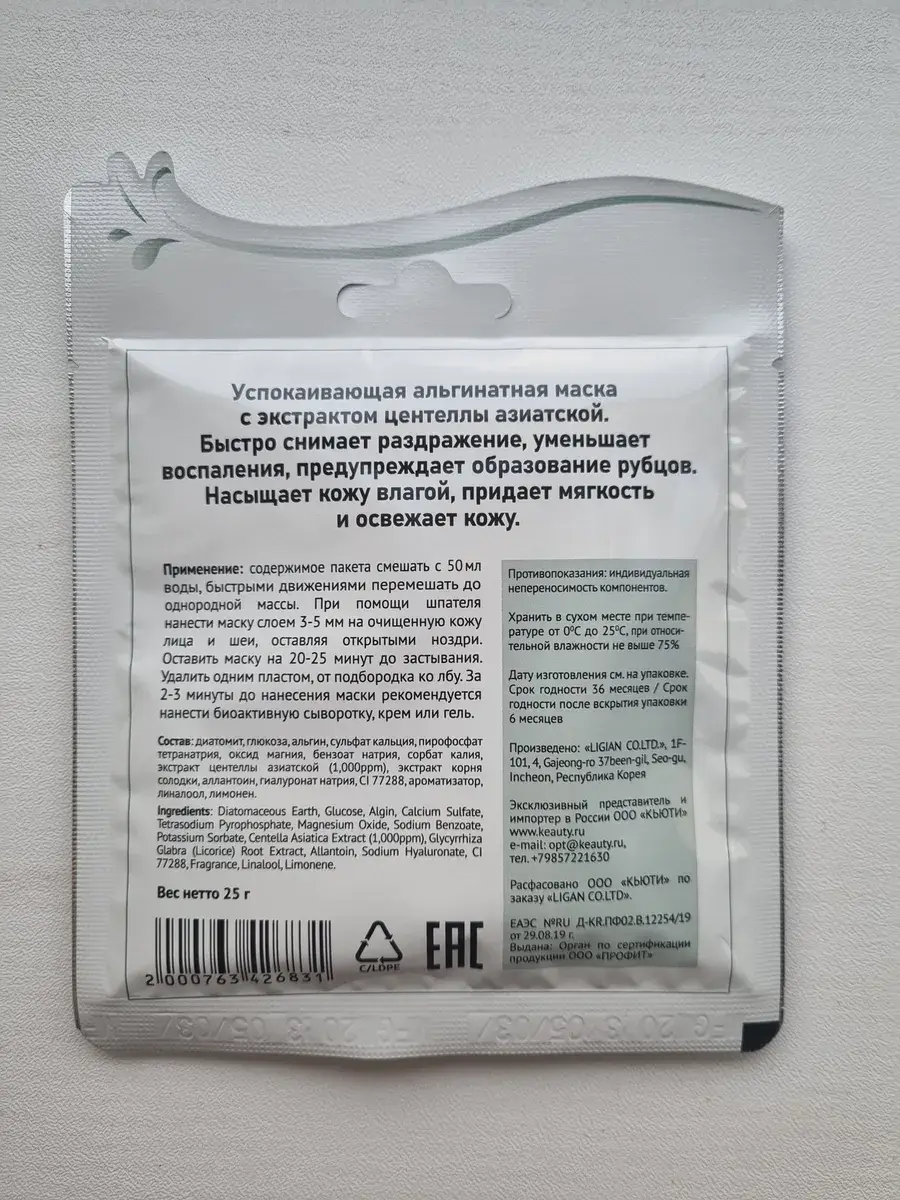 Успокаивающая альгинатная маска
с экстрактом центеллы азиатской.
Быстро снимает раздражение, уменьшает
воспаления, предупреждает образование рубцов.
Насыщает кожу влагой, придает мягкость
и освежает кожу.
Применение: содержимое пакета смешать с 50 мл
воды, быстрыми движениями перемешать до
однородной массы. При помощи шпателя
нанести маску слоем 3-5 мм на очищенную кожу
лица и шеи, оставляя открытыми ноздри.
Оставить маску на 20-25 минут до застывания.
Удалить одним пластом, от подбородка ко лбу. За
2-3 минуты до нанесения маски рекомендуется
нанести биоактивную сыворотку, крем или гель.
Состав: диатомит, глюкоза, альгин, сульфат кальция, пирофосфат
тетранатрия, оксид магния, бензоат натрия, сорбат калия,
экстракт центеллы азиатской (1,000ppm), экстракт корня
солодки, аллантоин, гиалуронат натрия, CI 77288, ароматизатор,
линалоол, лимонен.
Ingredients: Diatomaceous Earth, Glucose, Algin, Calcium Sulfate,
Tetrasodium Pyrophosphate, Magnesium Oxide, Sodium Benzoate,
Potassium Sorbate, Centella Asiatica Extract (1,000ppm), Glycyrrhiza
Glabra (Licorice) Root Extract, Allantoin, Sodium Hyaluronate, CI
77288, Fragrance, Linalool, Limonene.
Вес нетто 25 г
2 000763 426831
C/LDPE
EAC
Противопоказания: индивидуальная
непереносимость компонентов.
Хранить в сухом месте при темпе-
ратуре от 0⁰C до 25⁰C, при относи-
тельной влажности не выше 75%
Дату изготовления см. на упаковке.
Срок годности 36 месяцев / Срок
годности после вскрытия упаковки
6 месяцев
Произведено: «LIGIAN CO.LTD.», 1F-
101, 4, Gajeong-ro 37been-gil, Seo-gu,
Incheon, Республика Корея
Эксклюзивный представитель и
импортер в России ООО «КЬЮТИ»
www.keauty.ru
e-mail: opt@keauty.ru,
тел. +79857221630
Расфасовано ООО «КЬЮТИ» по
заказу «LIGAN CO.LTD».
ЕАЭС №RU Д-KR.ПФ02.В.12254/19
от 29.08.19 г.
Выдана: Орган по сертификации
продукции ООО «ПРОФИТ»